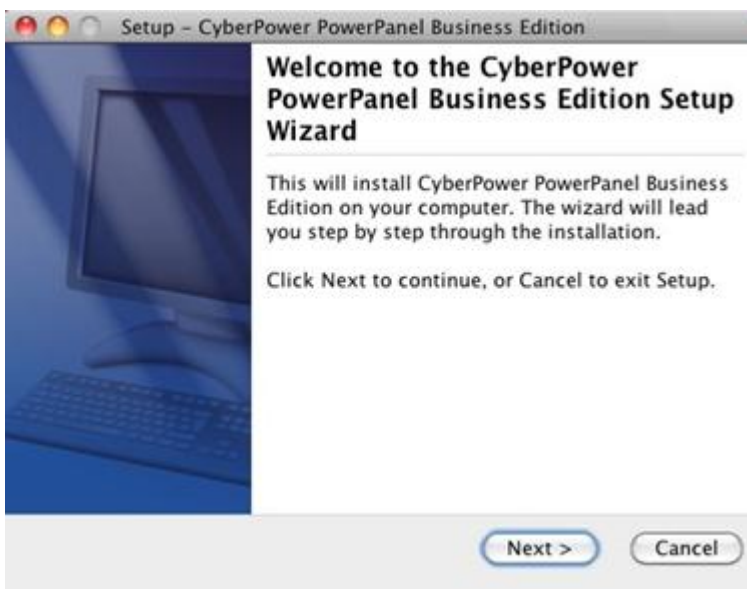 Setup – CyberPower PowerPanel Business Edition
Welcome to the CyberPower
PowerPanel Business Edition Setup
Wizard
This will install CyberPower PowerPanel Business
Edition on your computer. The wizard will lead
you step by step through the installation.
Click Next to continue, or Cancel to exit Setup.
Next >
Cancel